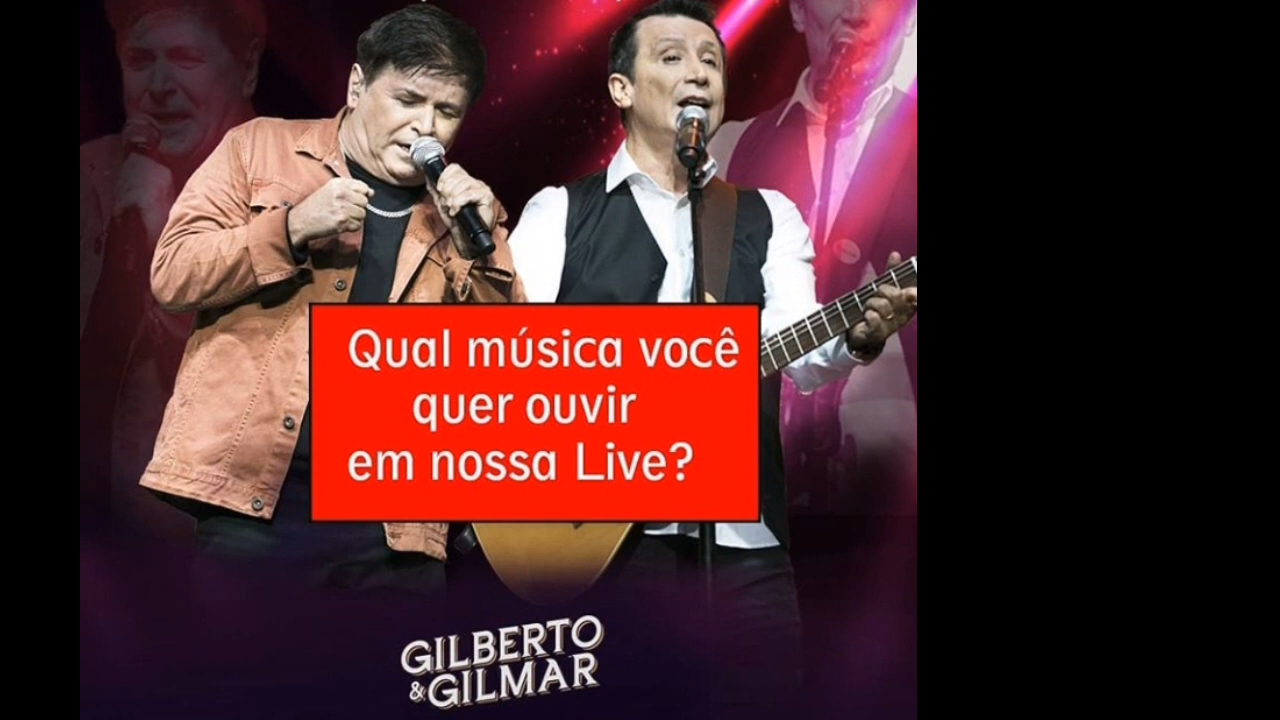 Qual música você
quer ouvir
em nossa Live?
GILBERTO
&GILMAR